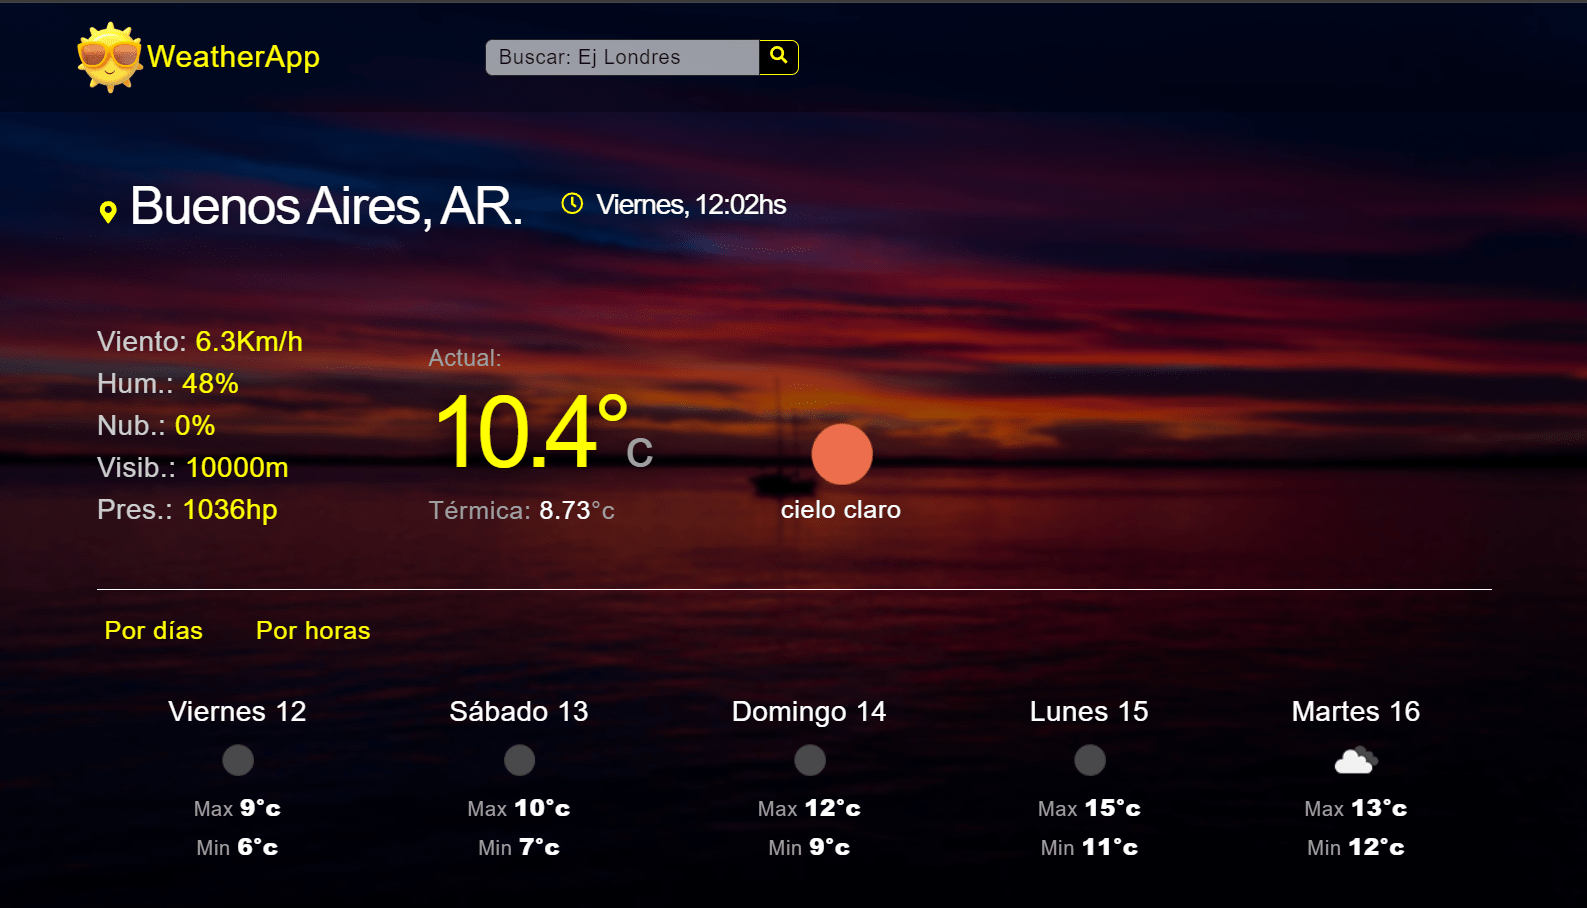 WeatherApp
Buscar: Ej Londres
Buenos Aires, AR.
Viernes, 12:02hs
Viento: 6.3Km/h
Hum.: 48%
Nub.: 0%
Visib.: 10000m
Pres.: 1036hp
Actual:
10.4° C
Térmica: 8.73°c
cielo claro
Por días
Por horas
Viernes 12
Max 9°c
Min 6°c
Sábado 13
Max 10°c
Min 7°c
Domingo 14
Max 12°c
Min 9°c
Lunes 15
Max 15°c
Min 11°c
Martes 16
Max 13°c
Min 12°c